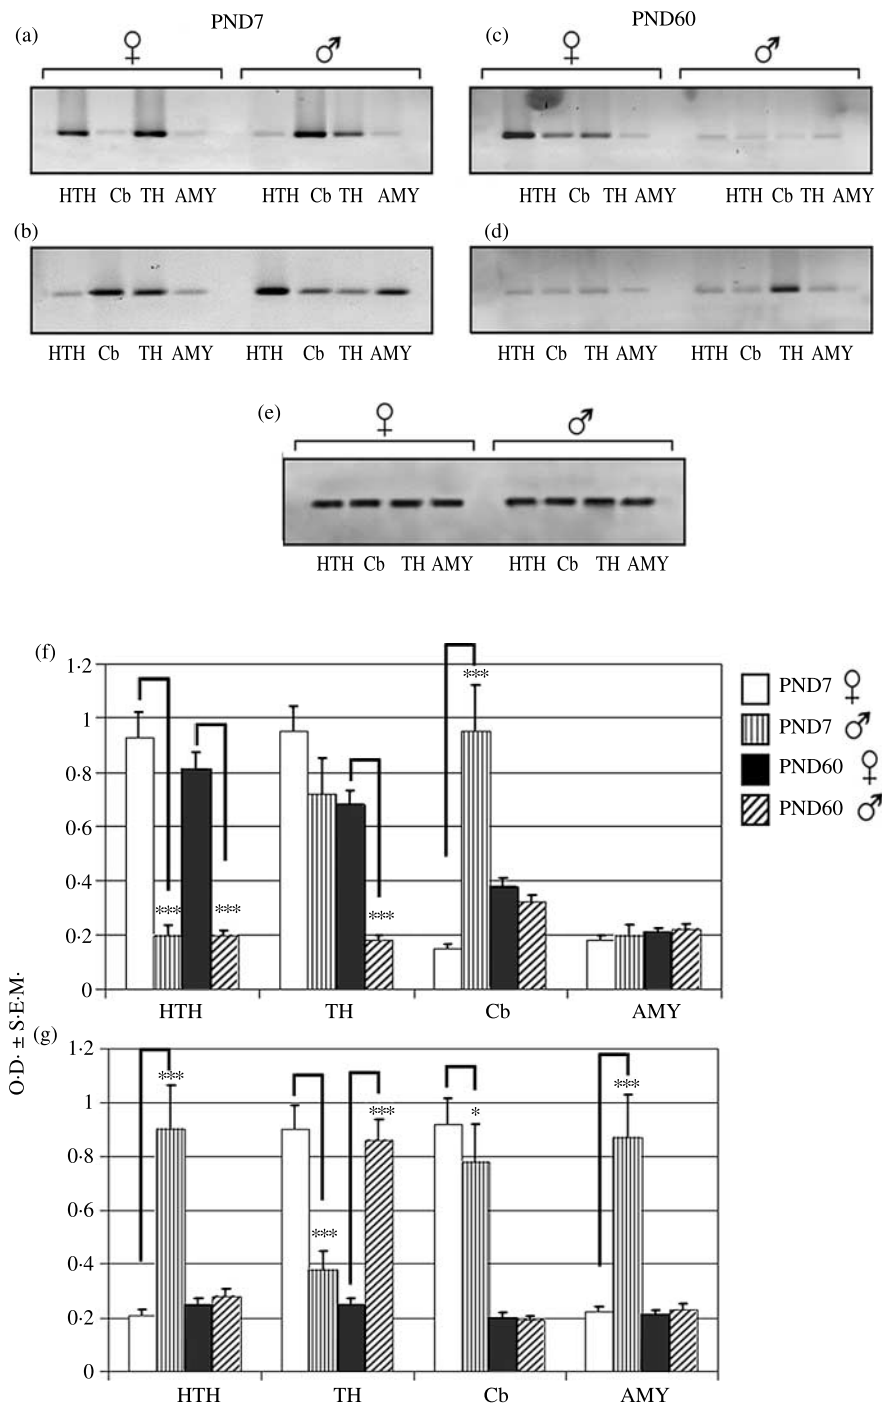 PND7 PND60
(a) ♀ ♂ (c) ♀ ♂
HTH Cb TH AMY HTH Cb TH AMY HTH Cb TH AMY HTH Cb TH AMY
(b) (d)
HTH Cb TH AMY HTH Cb TH AMY HTH Cb TH AMY HTH Cb TH AMY
(e) ♀ ♂
HTH Cb TH AMY HTH Cb TH AMY
(f)
1·2
1
0·8
0·6
0·4
0·2
0
***
***
***
***
HTH TH Cb AMY
PND7 ♀
PND7 ♂
PND60 ♀
PND60 ♂
O·D· ± S·E·M·
(g)
1·2
1
0·8
0·6
0·4
0·2
0
***
***
***
*
***
HTH TH Cb AMY